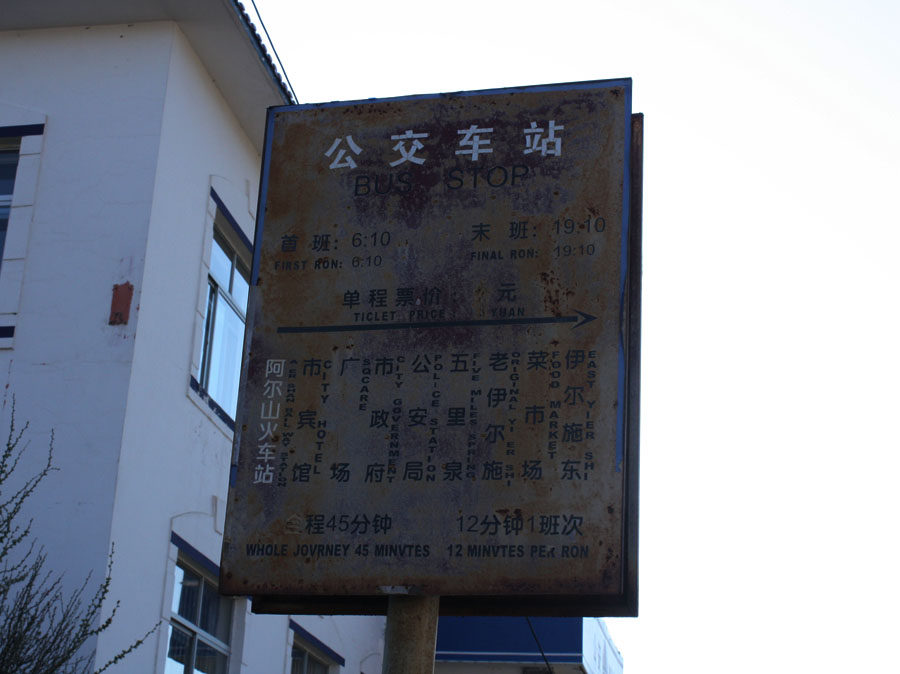 公交车站
BUS STOP
首班：6:10
末班：19:10
FIRST RON: 6:10
FINAL RON: 19:10
单程票价： 元
TICLET PRICE YUAN
阿尔山火车站
市宾馆
CITY HOTEL
广场
SQCARE
市政府
CITY GOVERNMENT
公安局
POLICE STATION
五里泉
FIVE MILES SPRING
老伊尔施
ORIGINAL YI ER SHI
菜市场
FOOD MARKET
伊尔施东
EAST YIER SHI
全程45分钟
12分钟1班次
WHOLE JOVRNEY 45 MINVTES
12 MINVTES PER RON